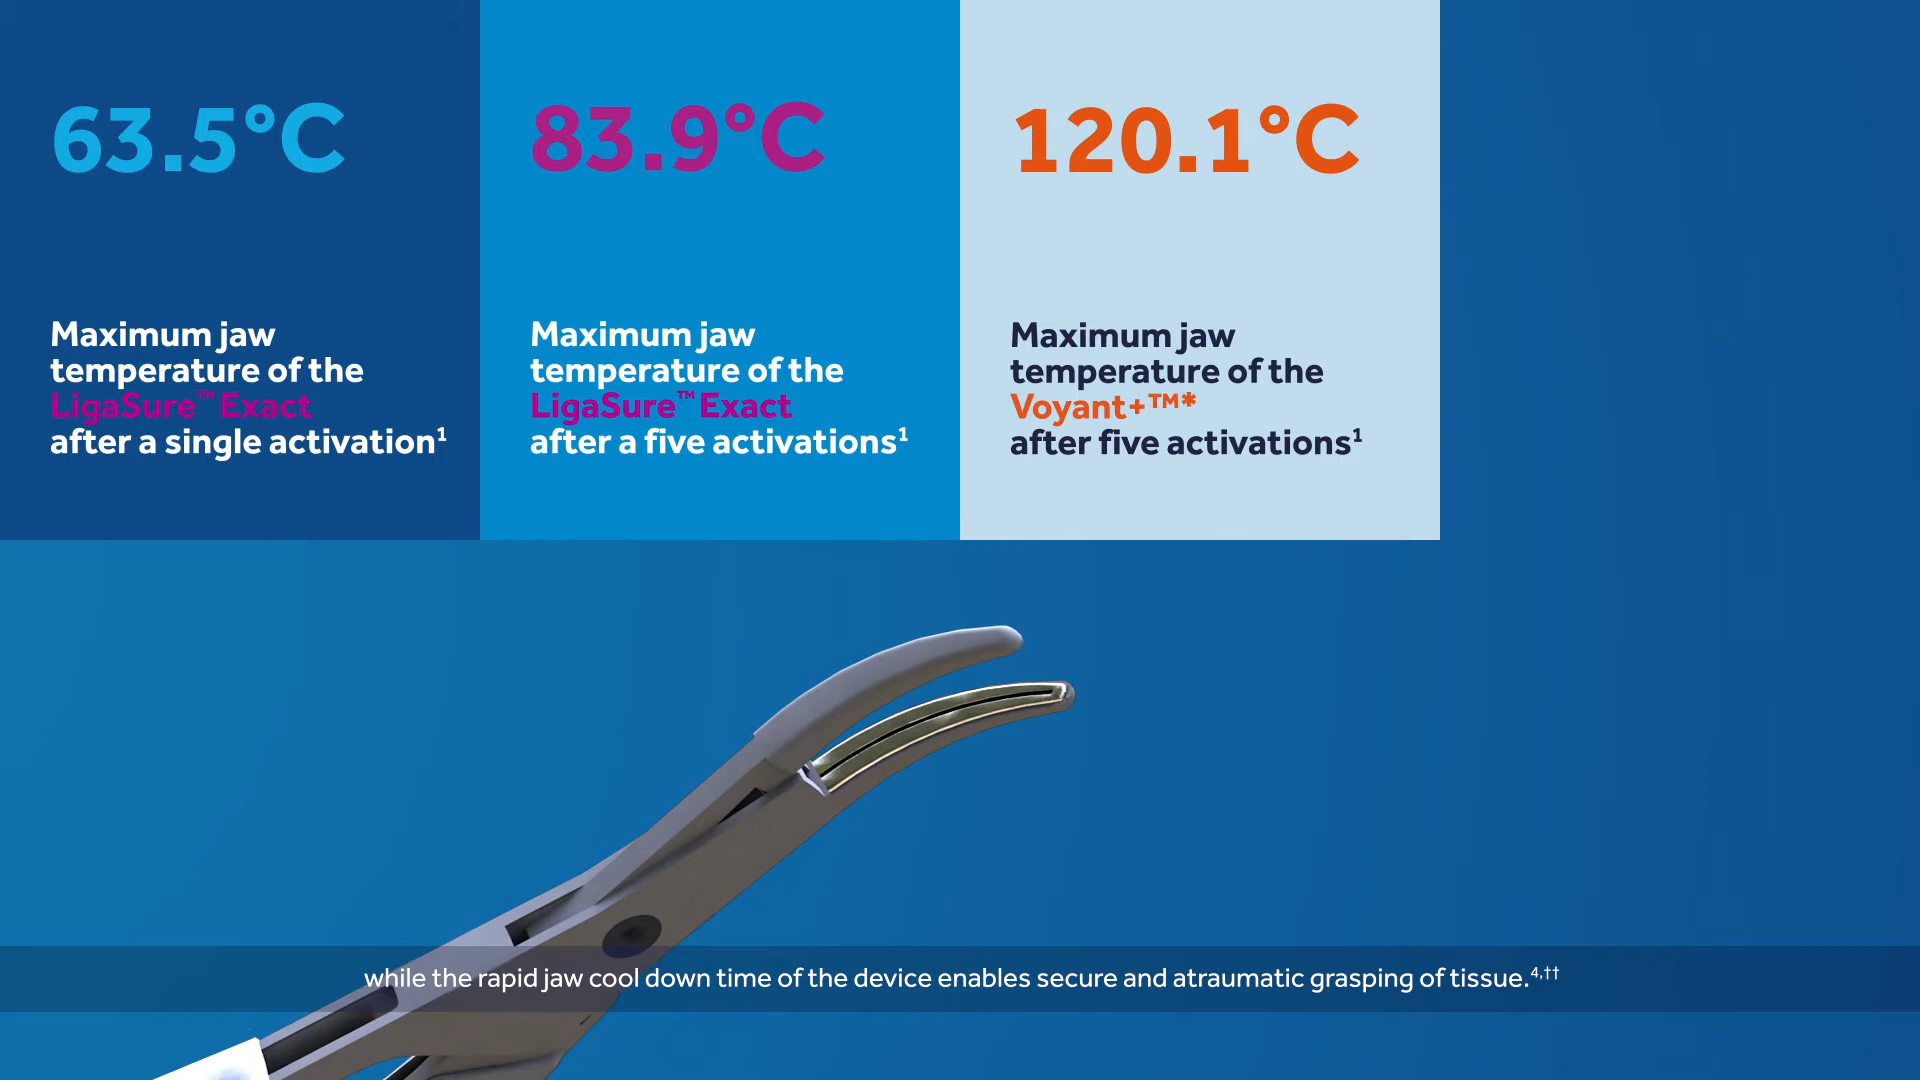 63.5°C
Maximum jaw
temperature of the
LigaSure™ Exact
after a single activation¹
83.9°C
Maximum jaw
temperature of the
LigaSure™ Exact
after a five activations¹
120.1°C
Maximum jaw
temperature of the
Voyant+™*
after five activations¹
while the rapid jaw cool down time of the device enables secure and atraumatic grasping of tissue.⁴,††